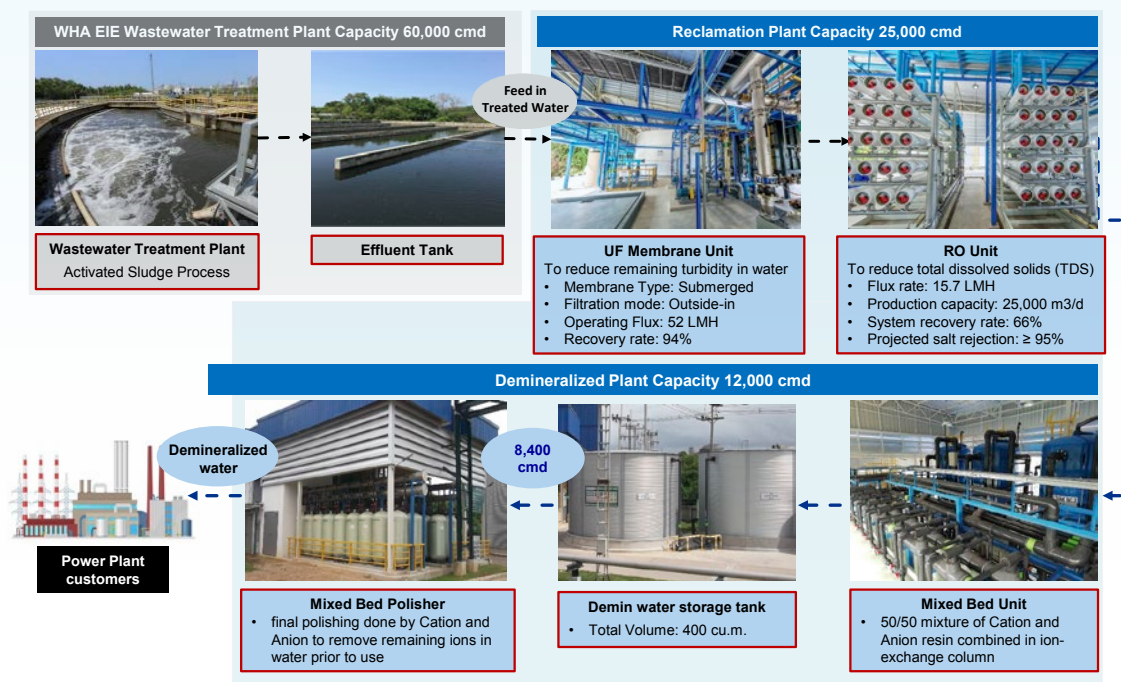 WHA EIE Wastewater Treatment Plant Capacity 60,000 cmd
Reclamation Plant Capacity 25,000 cmd
Feed in
Treated Water
Wastewater Treatment Plant
Activated Sludge Process
Effluent Tank
UF Membrane Unit
To reduce remaining turbidity in water
• Membrane Type: Submerged
• Filtration mode: Outside-in
• Operating Flux: 52 LMH
• Recovery rate: 94%
RO Unit
To reduce total dissolved solids (TDS)
• Flux rate: 15.7 LMH
• Production capacity: 25,000 m3/d
• System recovery rate: 66%
• Projected salt rejection: ≥ 95%
Demineralized Plant Capacity 12,000 cmd
Demineralized
water
8,400
cmd
Power Plant
customers
Mixed Bed Polisher
• final polishing done by Cation and
Anion to remove remaining ions in
water prior to use
Demin water storage tank
• Total Volume: 400 cu.m.
Mixed Bed Unit
• 50/50 mixture of Cation and
Anion resin combined in ion-
exchange column